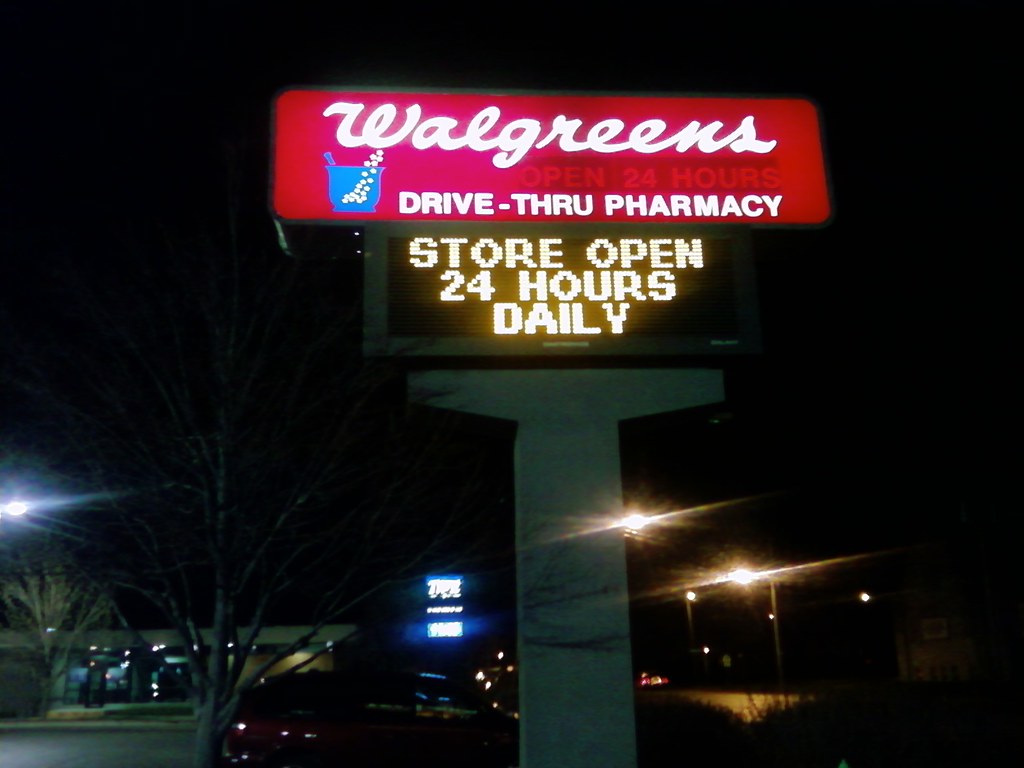 Walgreens
OPEN 24 HOURS
DRIVE-THRU PHARMACY
STORE OPEN
24 HOURS
DAILY